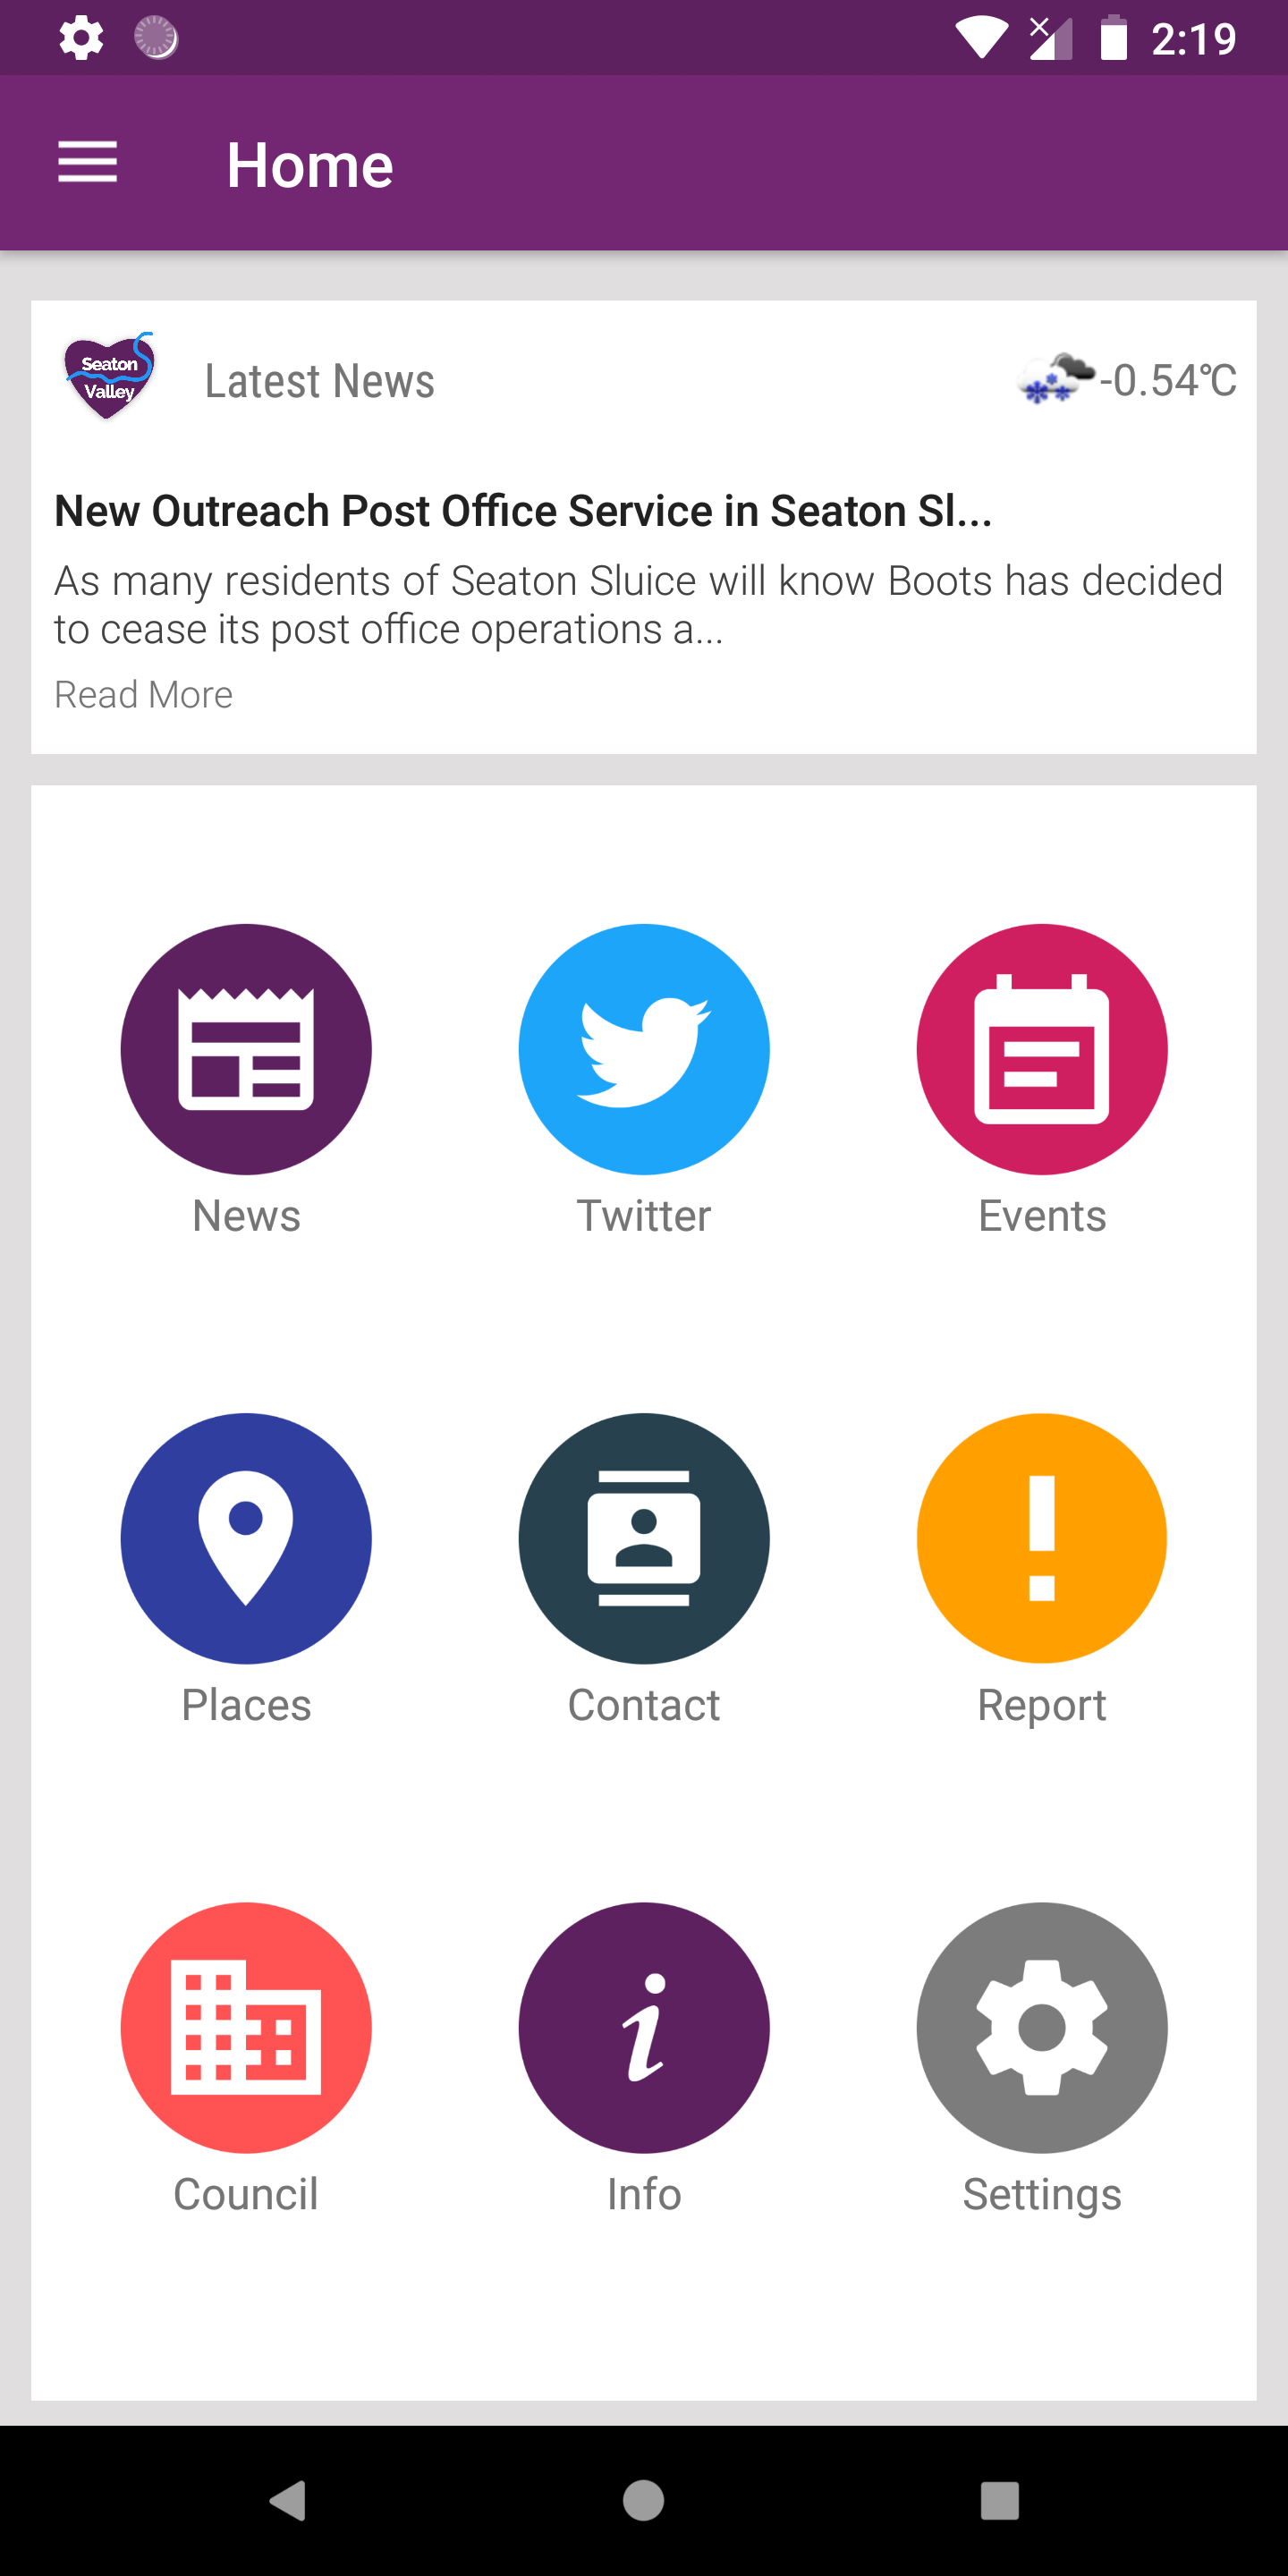 2:19
Home
Seaton
Valley
Latest News
-0.54°C
New Outreach Post Office Service in Seaton Sl...
As many residents of Seaton Sluice will know Boots has decided
to cease its post office operations a...
Read More
News
Twitter
Events
Places
Contact
Report
Council
Info
Settings